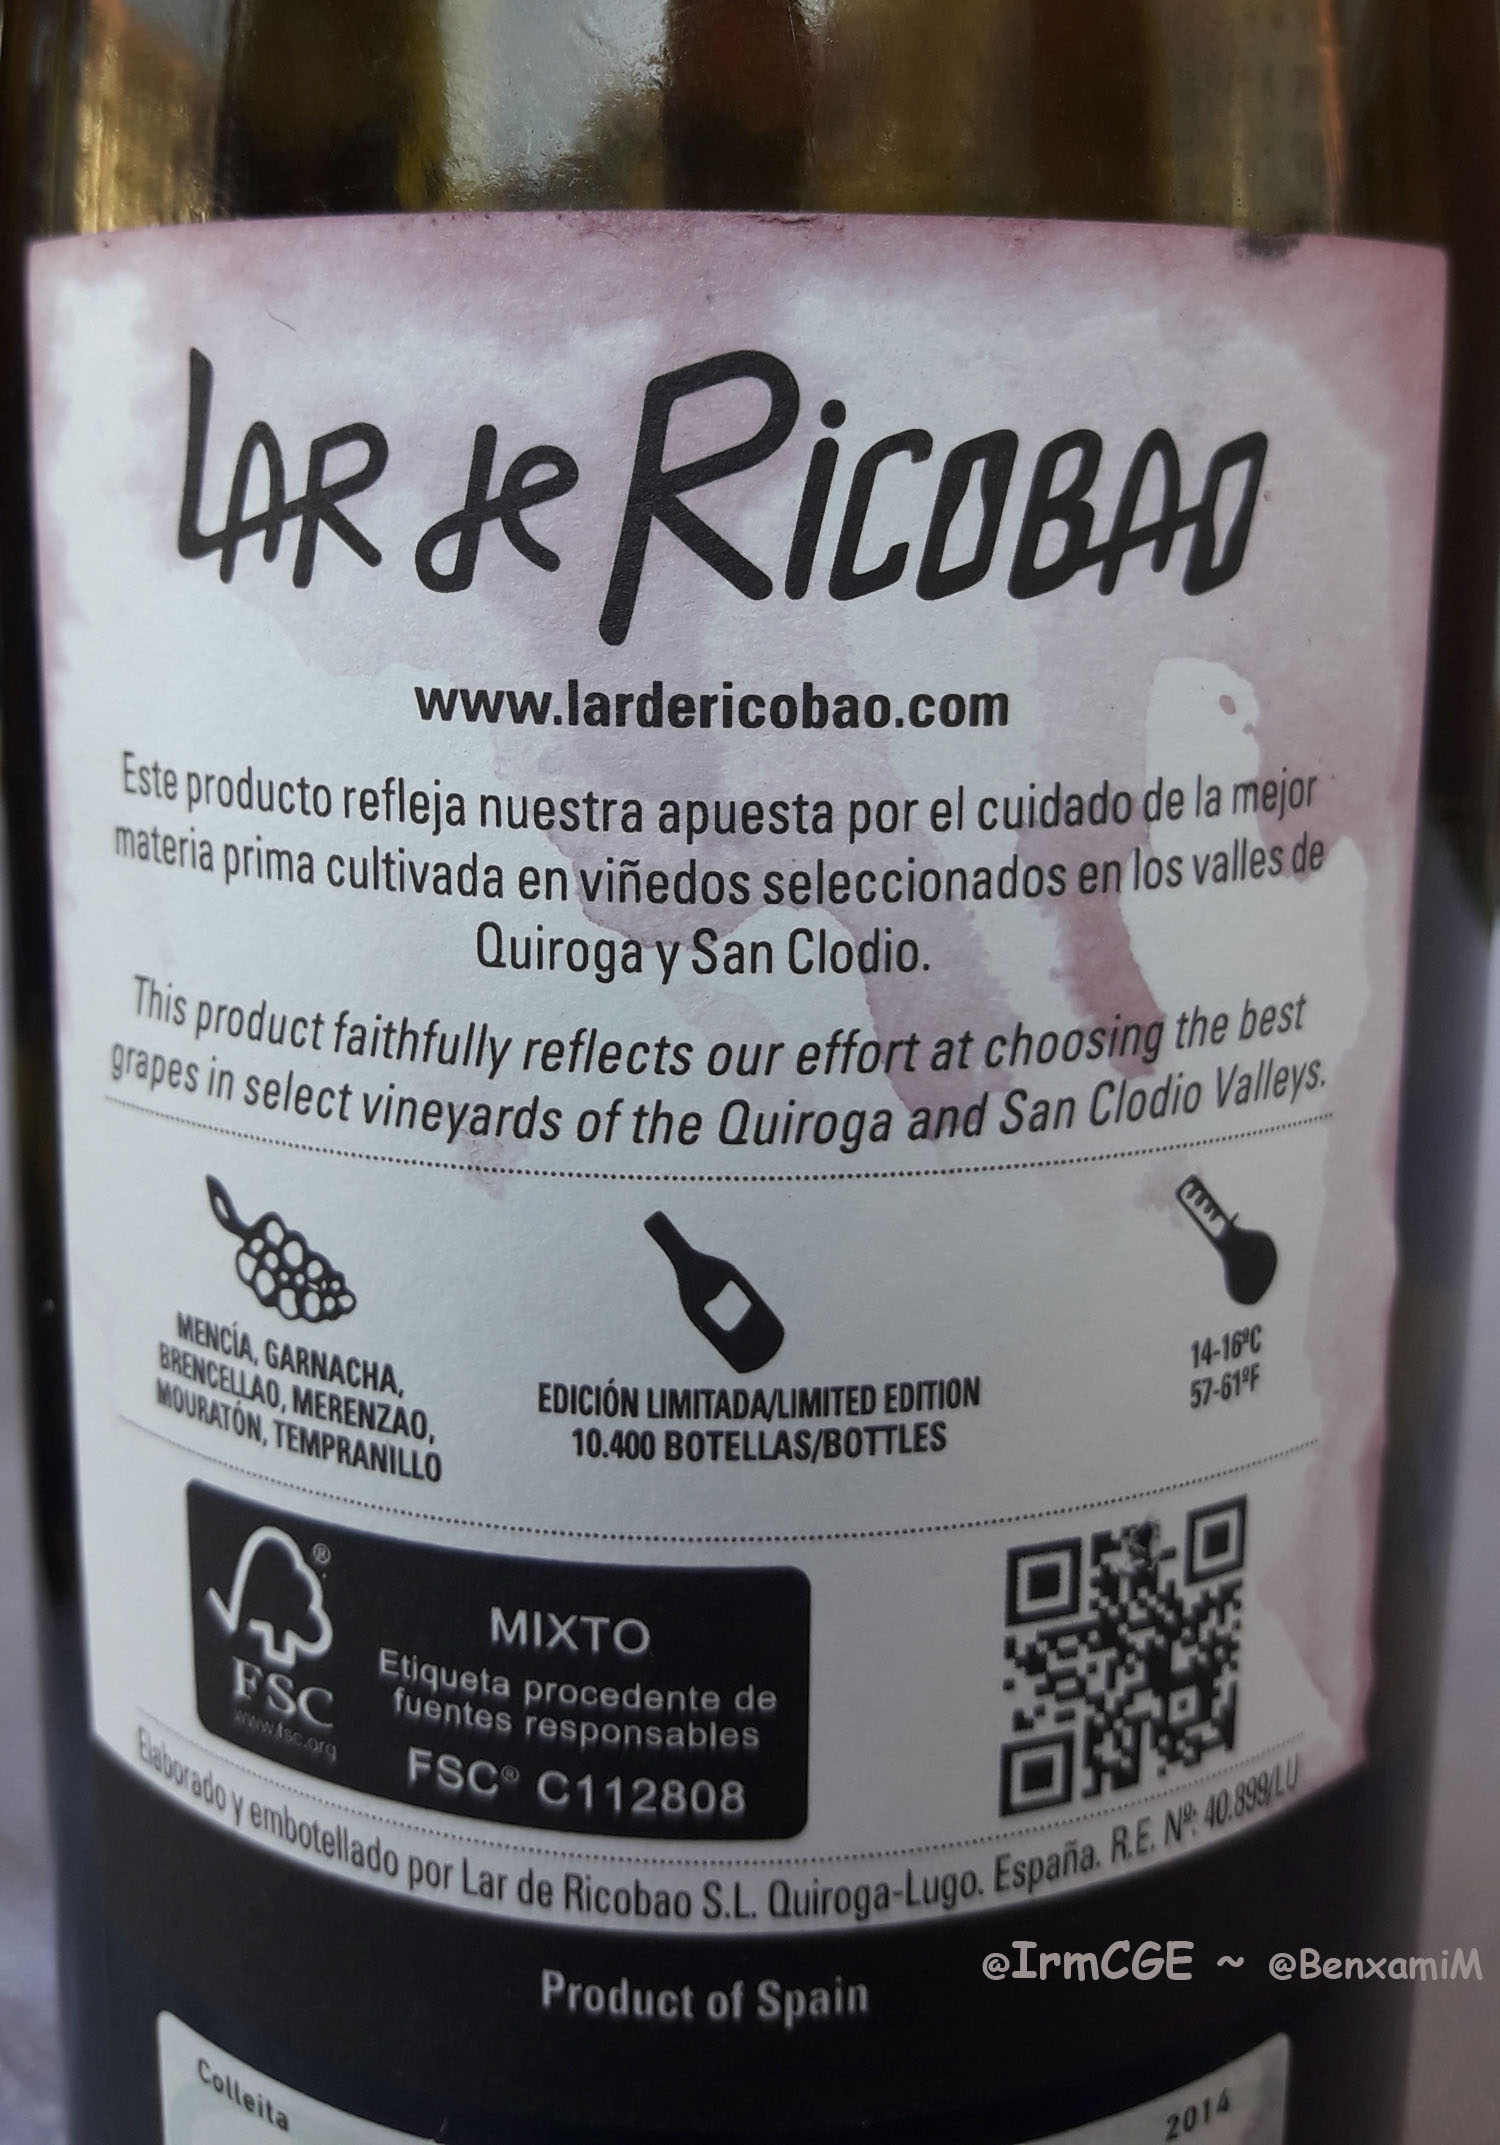 LAR de RICOBAO
www.lardericobao.com
Este producto refleja nuestra apuesta por el cuidado de la mejor
materia prima cultivada en viñedos seleccionados en los valles de
Quiroga y San Clodio.
This product faithfully reflects our effort at choosing the best
grapes in select vineyards of the Quiroga and San Clodio Valleys.
MENCÍA, GARNACHA,
BRENCELLAO, MERENZAO,
MOURATÓN, TEMPRANILLO
EDICIÓN LIMITADA/LIMITED EDITION
10.400 BOTELLAS/BOTTLES
14-16ºC
57-61ºF
®
FSC
www.fsc.org
MIXTO
Etiqueta procedente de
fuentes responsables
FSC® C112808
Elaborado y embotellado por Lar de Ricobao S.L. Quiroga-Lugo. España. R.E. Nº: 40.899/LU
@IrmCGE ~ @BenxamiM
Product of Spain
Colleita
2014